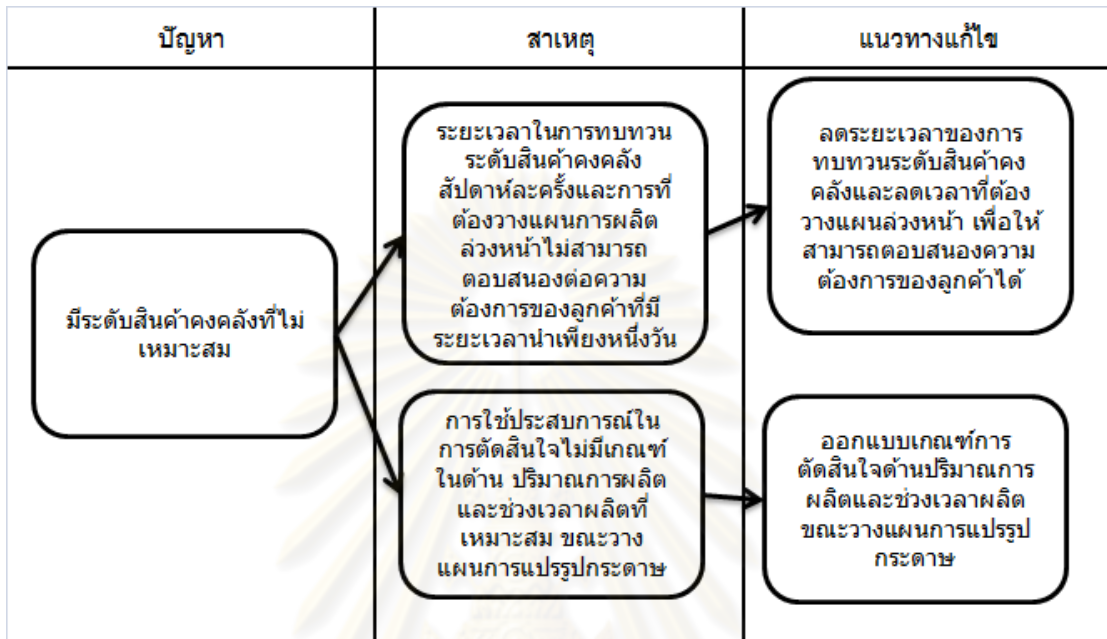 ปัญหา
สาเหตุ
แนวทางแก้ไข
มีระดับสินค้าคงคลังที่ไม่
เหมาะสม
ระยะเวลาในการทบทวน
ระดับสินค้าคงคลัง
สัปดาห์ละครั้งและการที่
ต้องวางแผนการผลิต
ล่วงหน้าไม่สามารถ
ตอบสนองต่อความ
ต้องการของลูกค้าที่มี
ระยะเวลานำเพียงหนึ่งวัน
ลดระยะเวลาของการ
ทบทวนระดับสินค้าคง
คลังและลดเวลาที่ต้อง
วางแผนล่วงหน้า เพื่อให้
สามารถตอบสนองความ
ต้องการของลูกค้าได้
การใช้ประสบการณ์ใน
การตัดสินใจไม่มีเกณฑ์
ในด้าน ปริมาณการผลิต
และช่วงเวลาผลิตที่
เหมาะสม ขณะวาง
แผนการแปรรูปกระดาษ
ออกแบบเกณฑ์การ
ตัดสินใจด้านปริมาณการ
ผลิตและช่วงเวลาผลิต
ขณะวางแผนการแปรรูป
กระดาษ